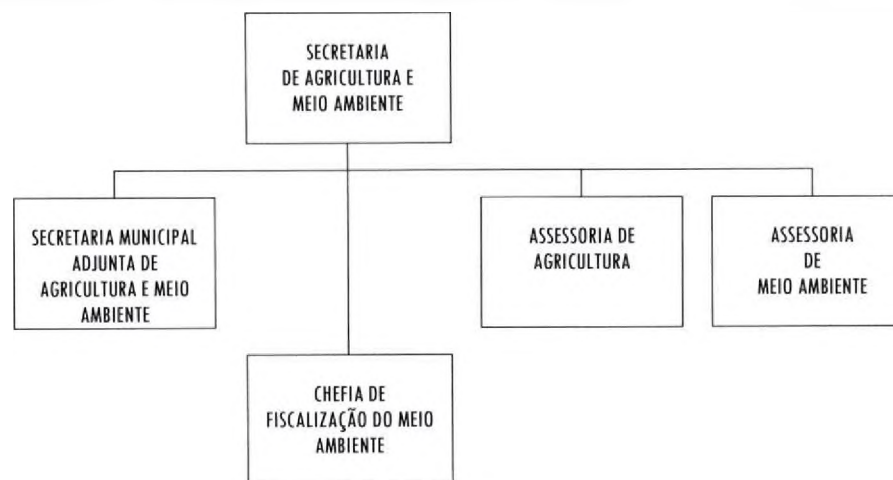 SECRETARIA
DE AGRICULTURA E
MEIO AMBIENTE
SECRETARIA MUNICIPAL
ADJUNTA DE
AGRICULTURA E MEIO
AMBIENTE
ASSESSORIA DE
AGRICULTURA
ASSESSORIA
DE
MEIO AMBIENTE
CHEFIA DE
FISCALIZAÇÃO DO MEIO
AMBIENTE